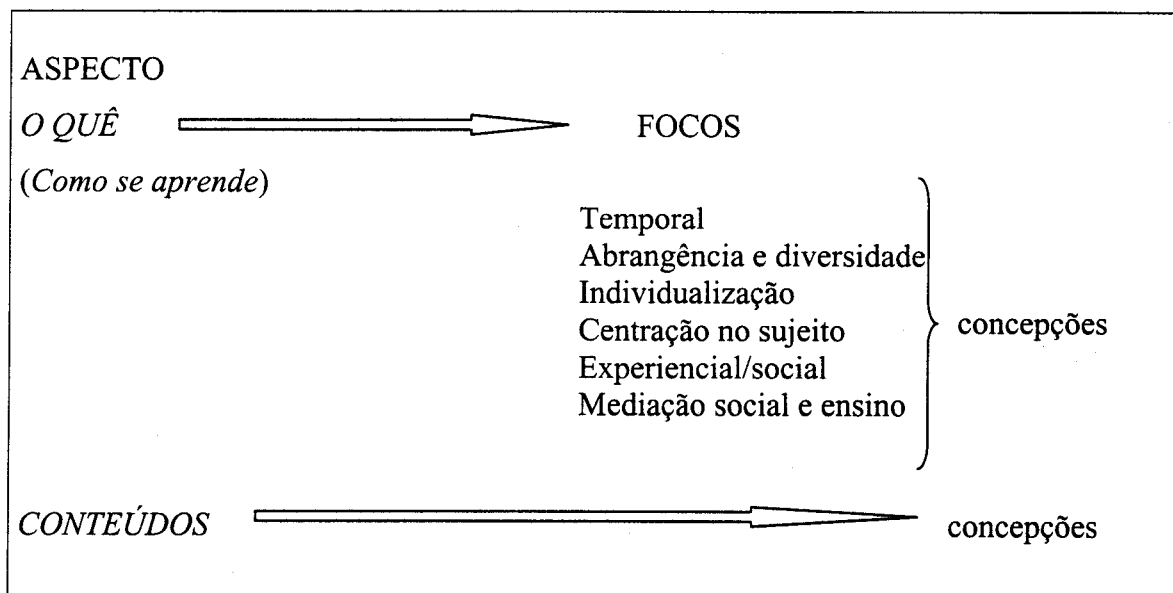 ASPECTO
O QUÊ FOCOS
(Como se aprende)
Temporal
Abrangência e diversidade
Individualização
Centração no sujeito
Experiencial/social
Mediação social e ensino
concepções
CONTEÚDOS concepções